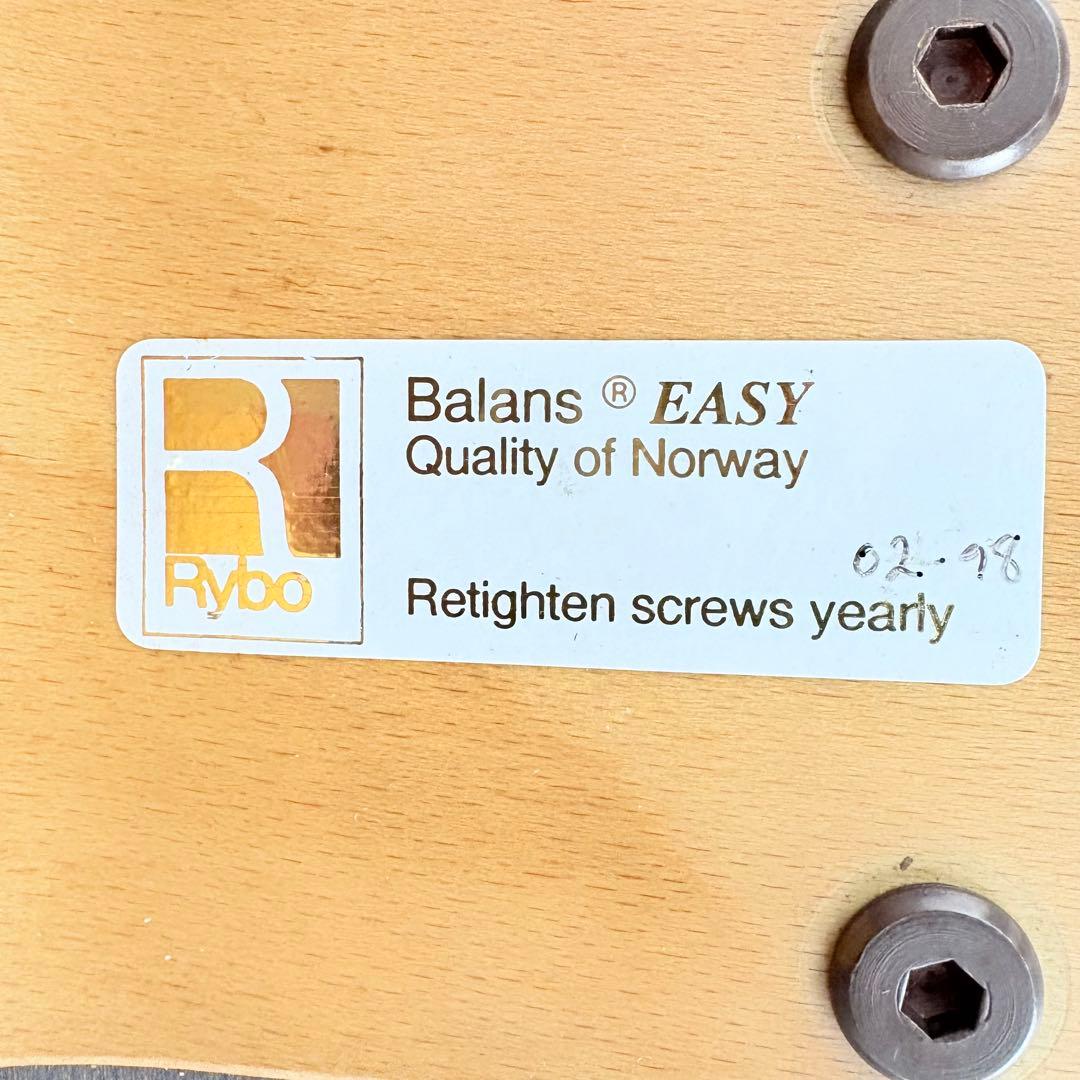 R
Rybo
Balans ® EASY
Quality of Norway
02-98
Retighten screws yearly